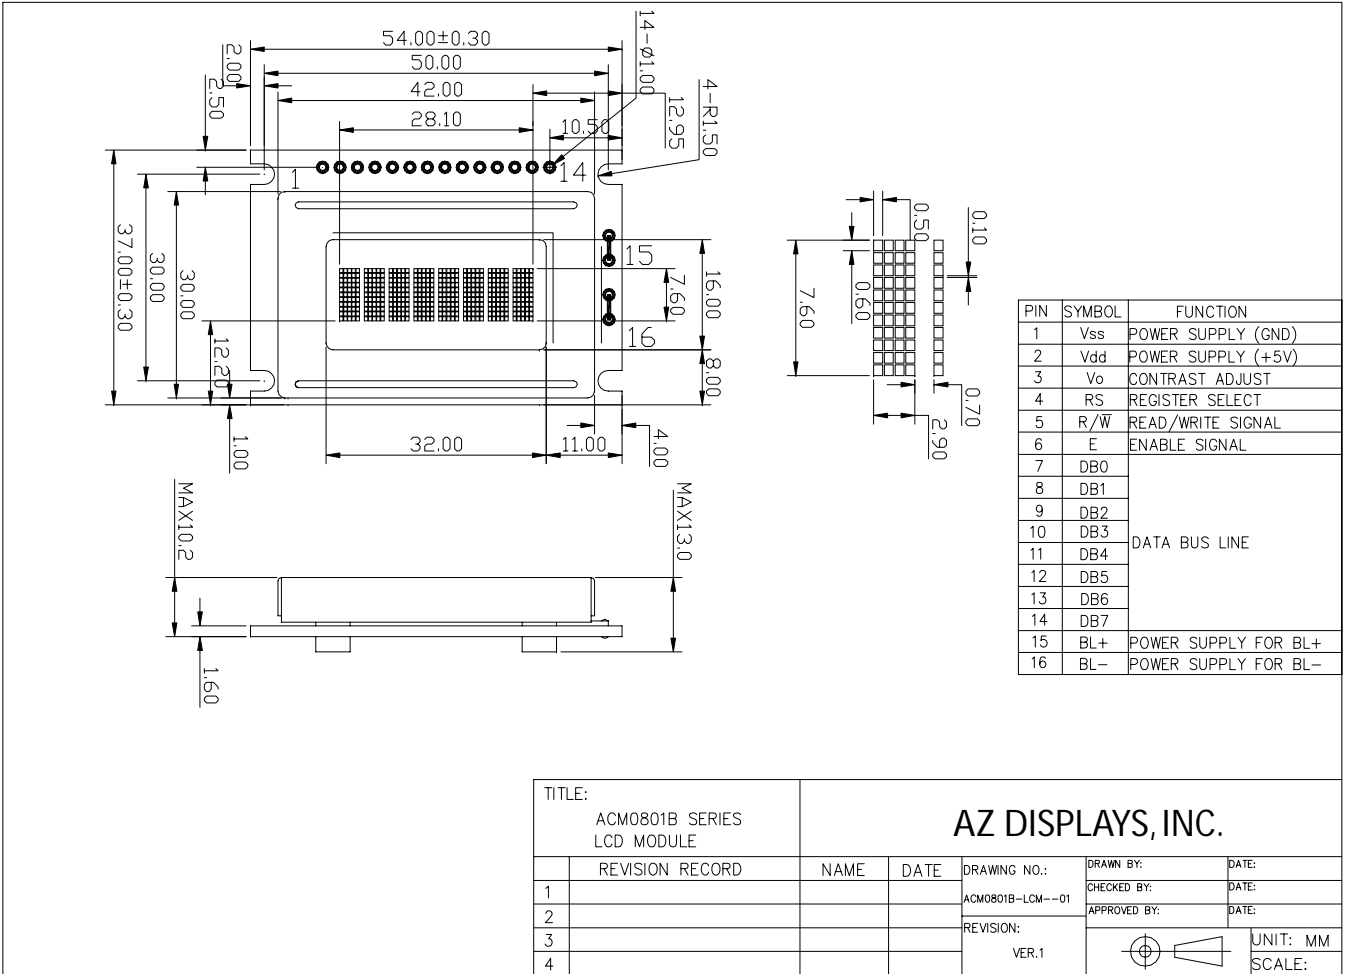 54.00±0.30
50.00
42.00
28.10
10.50
12.95
14-ø1.00
4-R1.50
2.00
2.50
1
14
15
16
37.00±0.30
30.00
30.00
12.20
1.00
7.60
16.00
8.00
32.00
11.00
4.00
0.50
0.10
7.60
0.60
0.70
2.90
MAX10.2
MAX13.0
1.60
PIN SYMBOL FUNCTION
1 Vss POWER SUPPLY (GND)
2 Vdd POWER SUPPLY (+5V)
3 Vo CONTRAST ADJUST
4 RS REGISTER SELECT
5 R/W̅ READ/WRITE SIGNAL
6 E ENABLE SIGNAL
7 DB0
8 DB1
9 DB2
10 DB3
DATA BUS LINE
11 DB4
12 DB5
13 DB6
14 DB7
15 BL+ POWER SUPPLY FOR BL+
16 BL- POWER SUPPLY FOR BL-
TITLE:
ACM0801B SERIES
LCD MODULE
AZ DISPLAYS, INC.
REVISION RECORD NAME DATE
1
2
3
4
DRAWING NO.:
ACM0801B-LCM--01
REVISION:
VER.1
DRAWN BY: DATE:
CHECKED BY: DATE:
APPROVED BY: DATE:
UNIT: MM
SCALE: